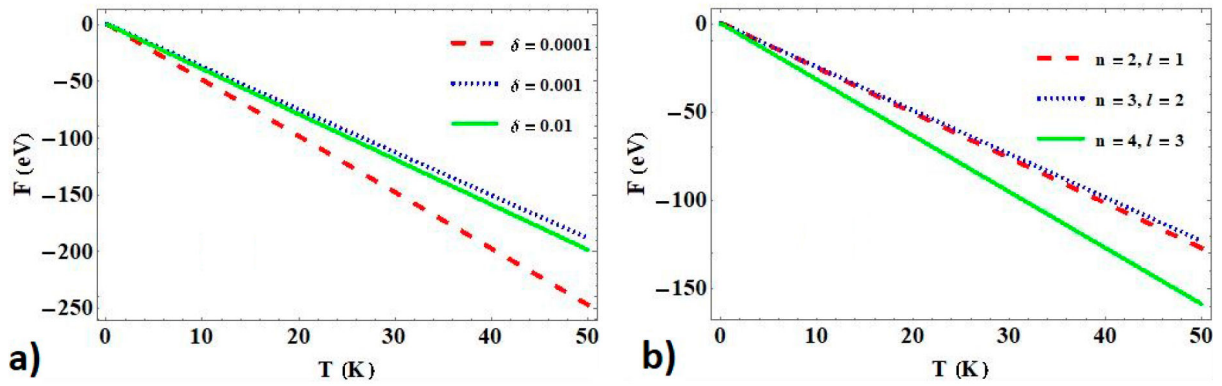 0
−50
−100
−150
−200
−250
F (eV)
δ = 0.0001
δ = 0.001
δ = 0.01
0 10 20 30 40 50
T (K)
a)
0
−50
−100
−150
F (eV)
n = 2, l = 1
n = 3, l = 2
n = 4, l = 3
0 10 20 30 40 50
T (K)
b)